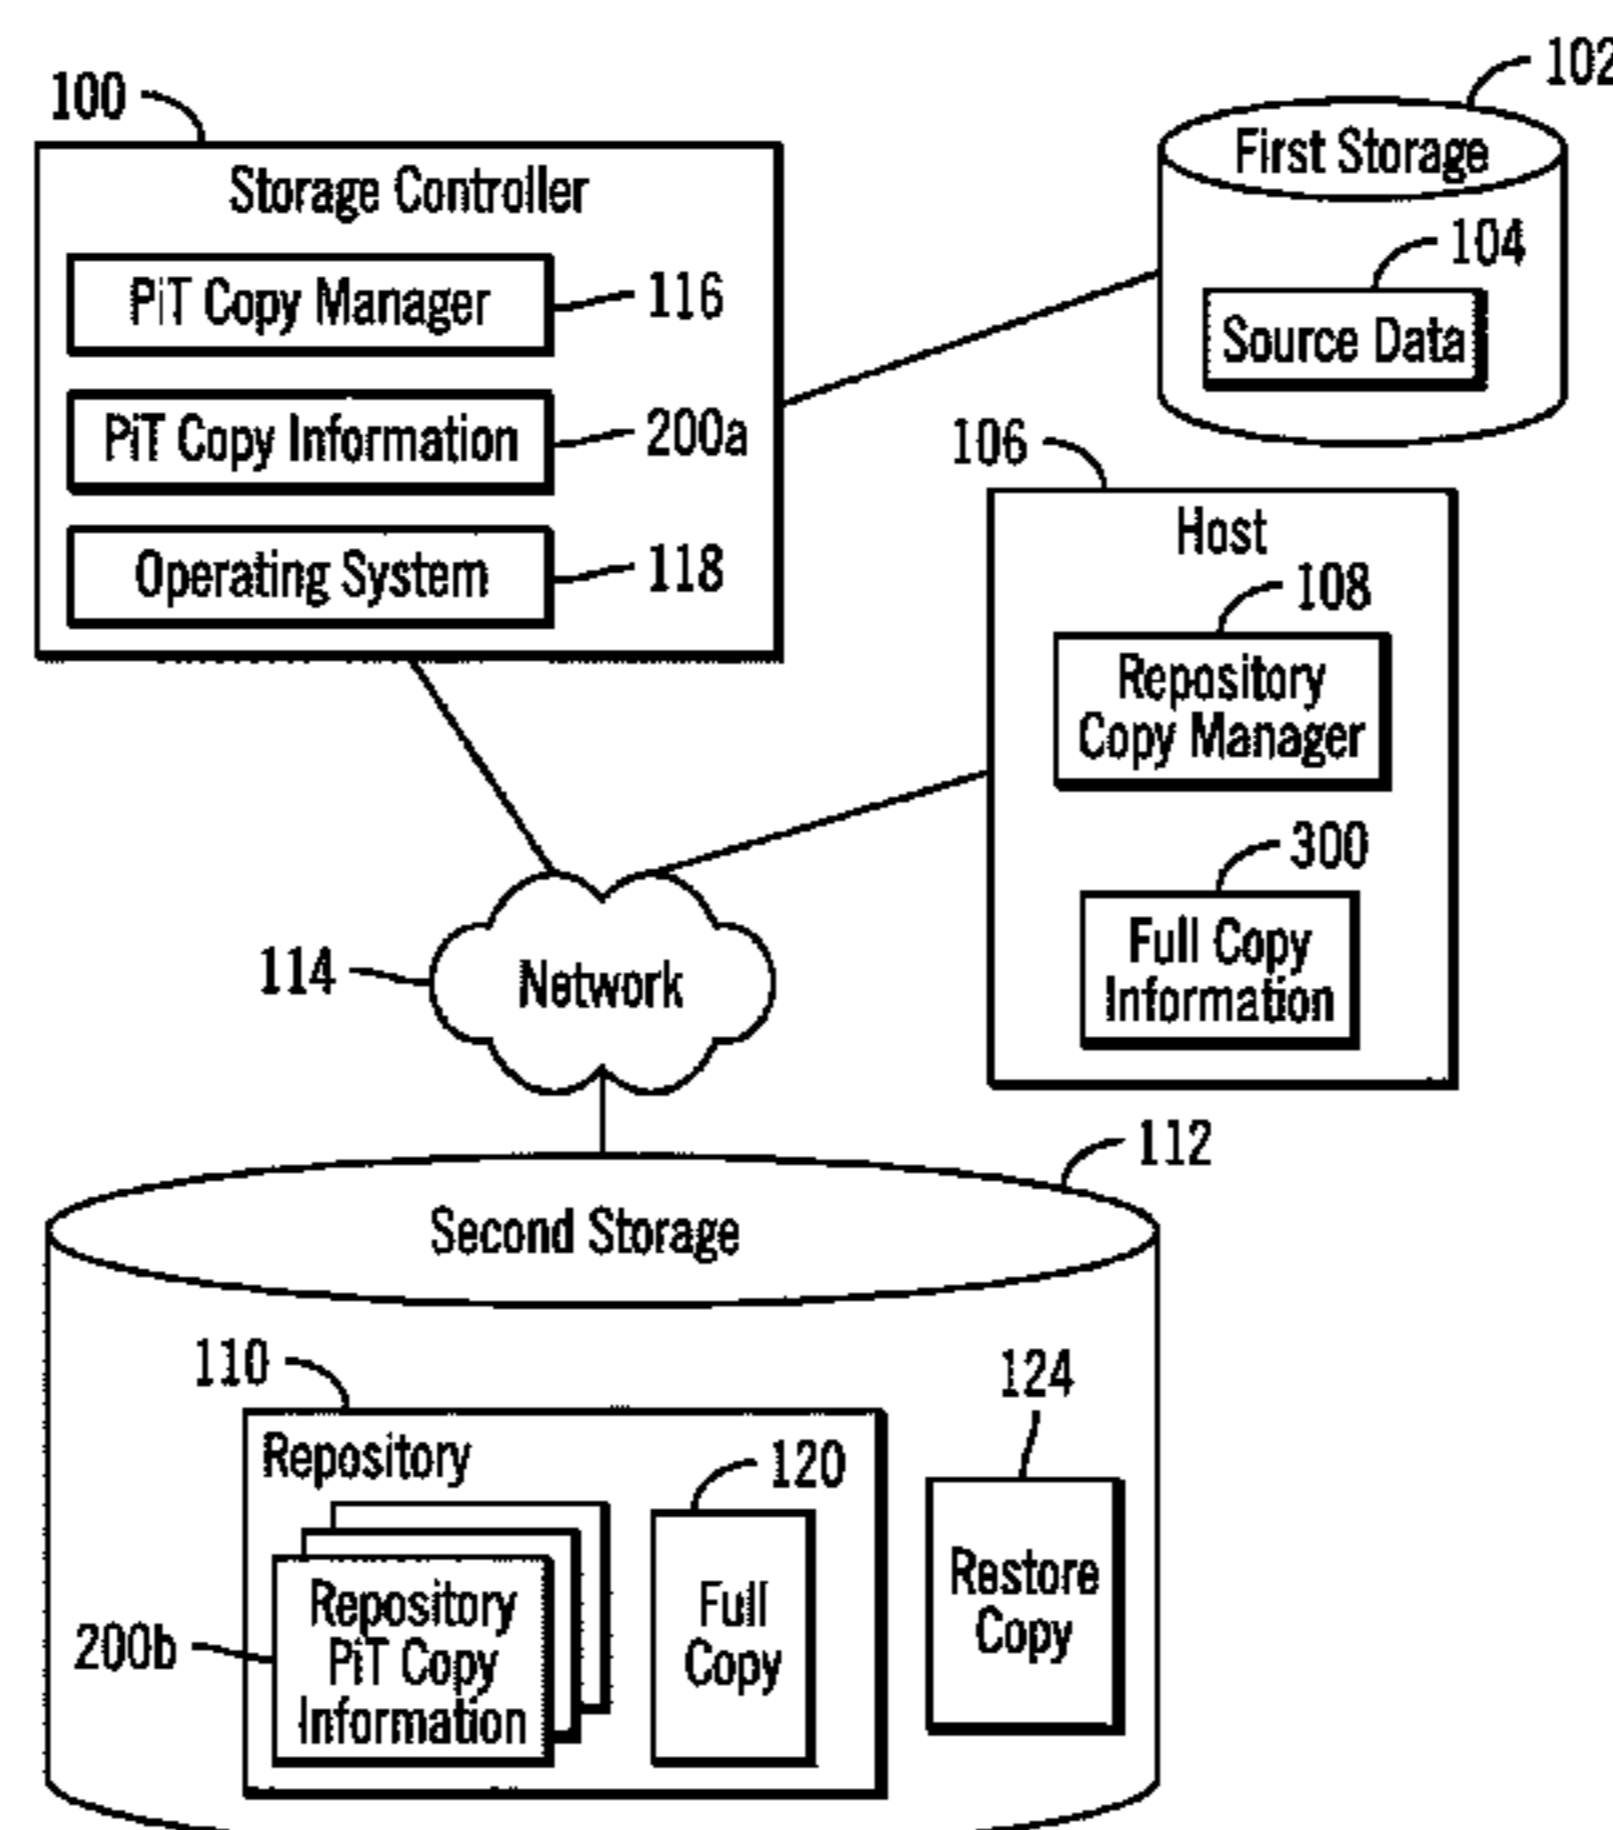 100
102
Storage Controller
First Storage
PiT Copy Manager
116
104
Source Data
PiT Copy Information
200a
106
Operating System
118
Host
108
Repository
Copy Manager
300
Full Copy
Information
114
Network
112
Second Storage
110
124
Repository
120
Repository
PiT Copy
Information
200b
Full
Copy
Restore
Copy